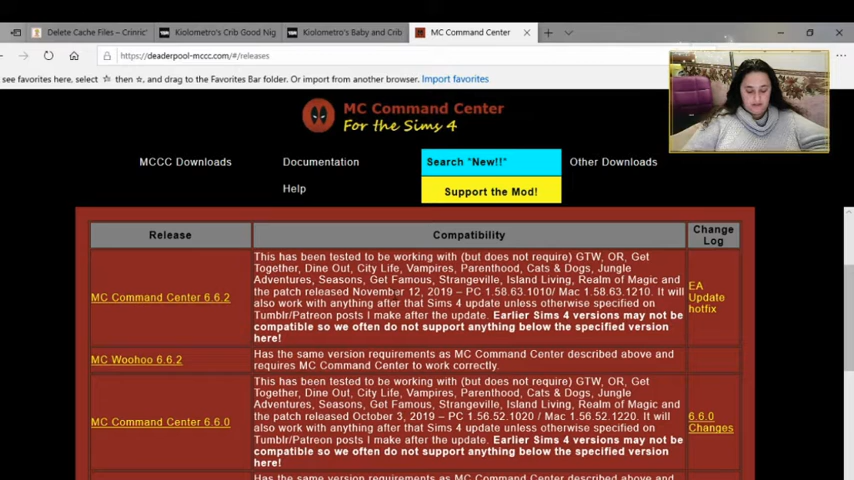 Delete Cache Files – Crinric
Kiolometro's Crib Good Nig
Kiolometro's Baby and Crib
MC Command Center
https://deaderpool-mccc.com/#/releases
see favorites here, select ☆ then ☆, and drag to the Favorites Bar folder. Or import from another browser. Import favorites
MC Command Center
For the Sims 4
MCCC Downloads
Documentation
Search "New!!"
Other Downloads
Help
Support the Mod!
Release
Compatibility
Change
Log
MC Command Center 6.6.2
This has been tested to be working with (but does not require) GTW, OR, Get
Together, Dine Out, City Life, Vampires, Parenthood, Cats & Dogs, Jungle
Adventures, Seasons, Get Famous, Strangeville, Island Living, Realm of Magic and
the patch released November 12, 2019 – PC 1.58.63.1010/ Mac 1.58.63.1210. It will
also work with anything after that Sims 4 update unless otherwise specified on
Tumblr/Patreon posts I make after the update. Earlier Sims 4 versions may not be
compatible so we often do not support anything below the specified version
here!
EA
Update
hotfix
MC Woohoo 6.6.2
Has the same version requirements as MC Command Center described above and
requires MC Command Center to work correctly.
MC Command Center 6.6.0
This has been tested to be working with (but does not require) GTW, OR, Get
Together, Dine Out, City Life, Vampires, Parenthood, Cats & Dogs, Jungle
Adventures, Seasons, Get Famous, Strangeville, Island Living, Realm of Magic and
the patch released October 3, 2019 – PC 1.56.52.1020 / Mac 1.56.52.1220. It will
also work with anything after that Sims 4 update unless otherwise specified on
Tumblr/Patreon posts I make after the update. Earlier Sims 4 versions may not be
compatible so we often do not support anything below the specified version
here!
6.6.0
Changes
Has the same version requirements as MC Command Center described above and